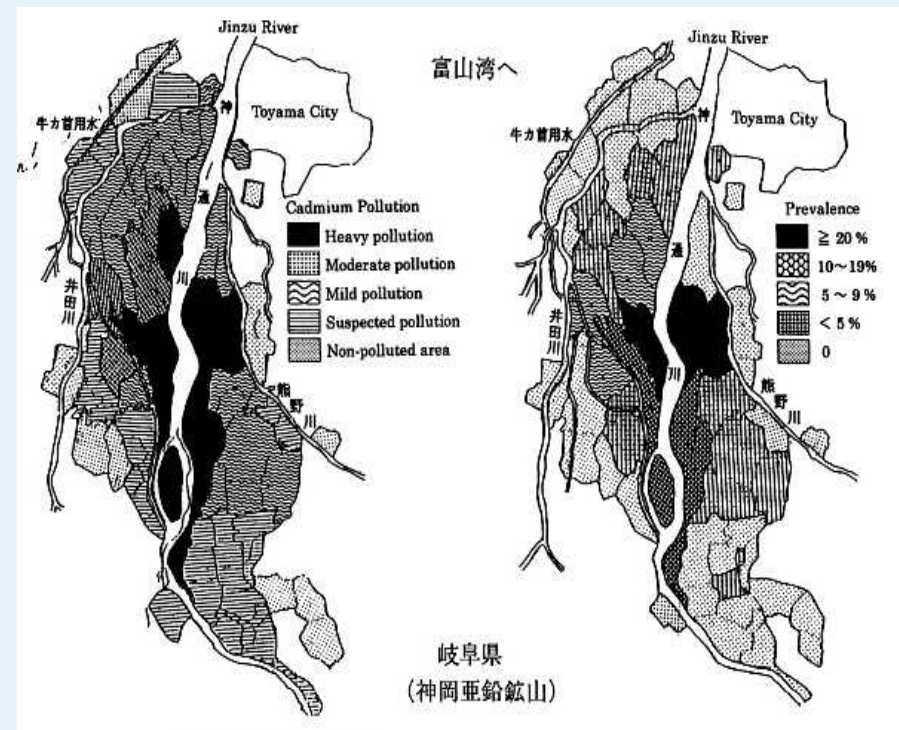 Jinzu River
富山湾へ
牛カ首用水
神
Toyama City
通
川
井田川
熊野川
Cadmium Pollution
Heavy pollution
Moderate pollution
Mild pollution
Suspected pollution
Non-polluted area
Jinzu River
牛カ首用水
神
Toyama City
通
川
井田川
熊野川
Prevalence
≧ 20 %
10〜19%
5 〜 9 %
< 5 %
0
岐阜県
(神岡亜鉛鉱山)